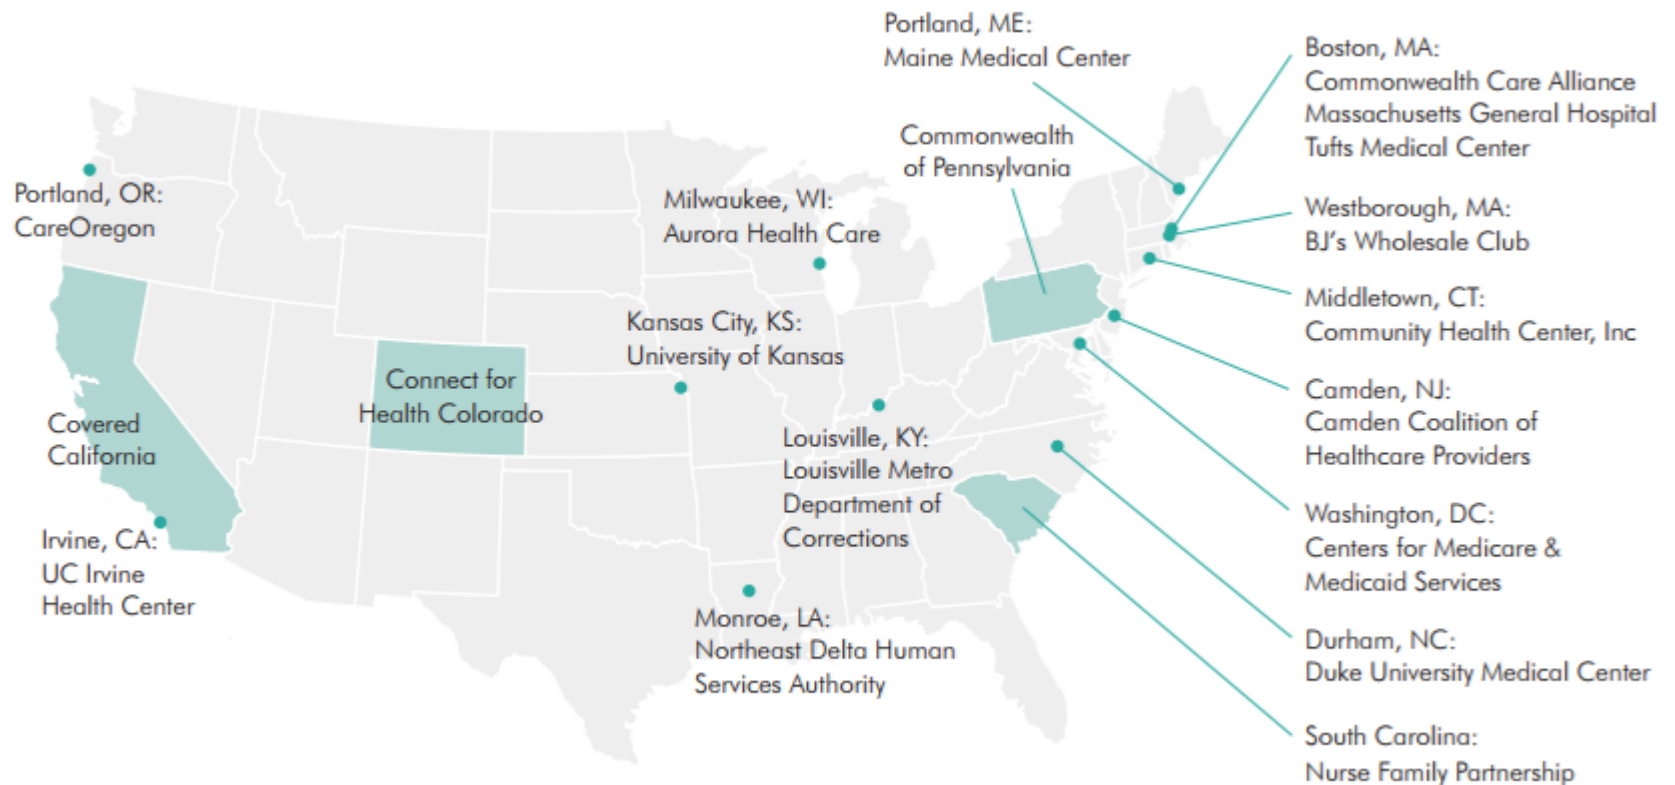 Portland, ME:
Maine Medical Center
Boston, MA:
Commonwealth Care Alliance
Massachusetts General Hospital
Tufts Medical Center
Commonwealth
of Pennsylvania
Portland, OR:
CareOregon
Milwaukee, WI:
Aurora Health Care
Westborough, MA:
BJ's Wholesale Club
Middletown, CT:
Community Health Center, Inc
Kansas City, KS:
University of Kansas
Connect for
Health Colorado
Covered
California
Camden, NJ:
Camden Coalition of
Healthcare Providers
Louisville, KY:
Louisville Metro
Department of
Corrections
Washington, DC:
Centers for Medicare &
Medicaid Services
Irvine, CA:
UC Irvine
Health Center
Monroe, LA:
Northeast Delta Human
Services Authority
Durham, NC:
Duke University Medical Center
South Carolina:
Nurse Family Partnership